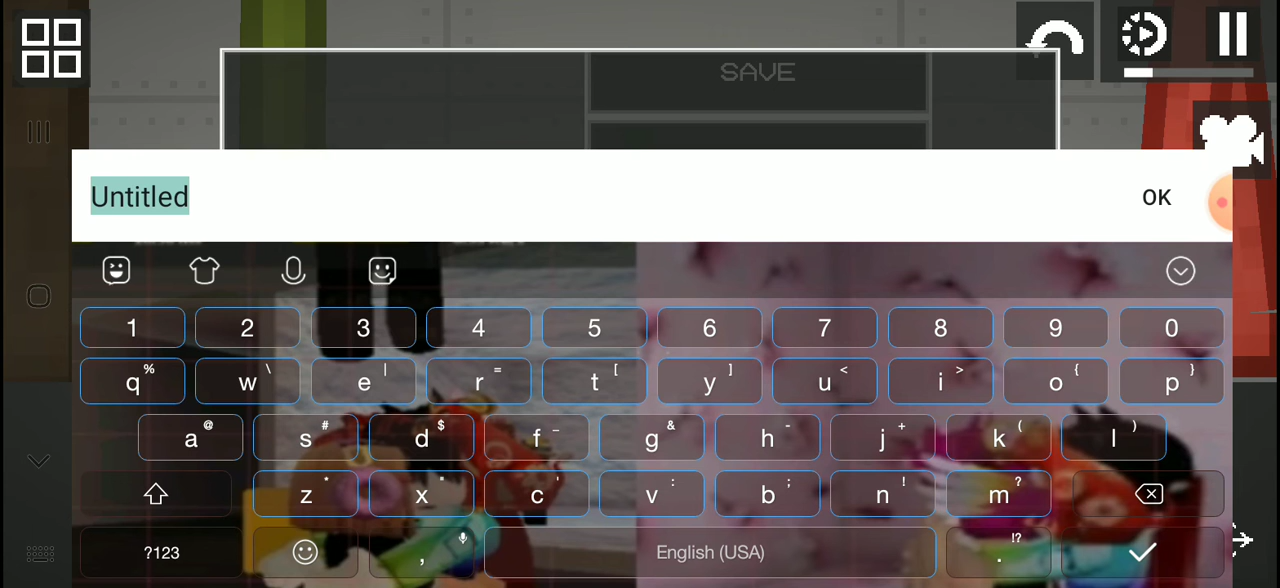 SAVE
Untitled
OK
1 2 3 4 5 6 7 8 9 0
q % w \ e | r = t [ y ] u < i > o { p }
a @ s # d $ f _ g & h - j + k ( l )
z * x " c ' v : b ; n ! m ?
?123 , English (USA) . !?